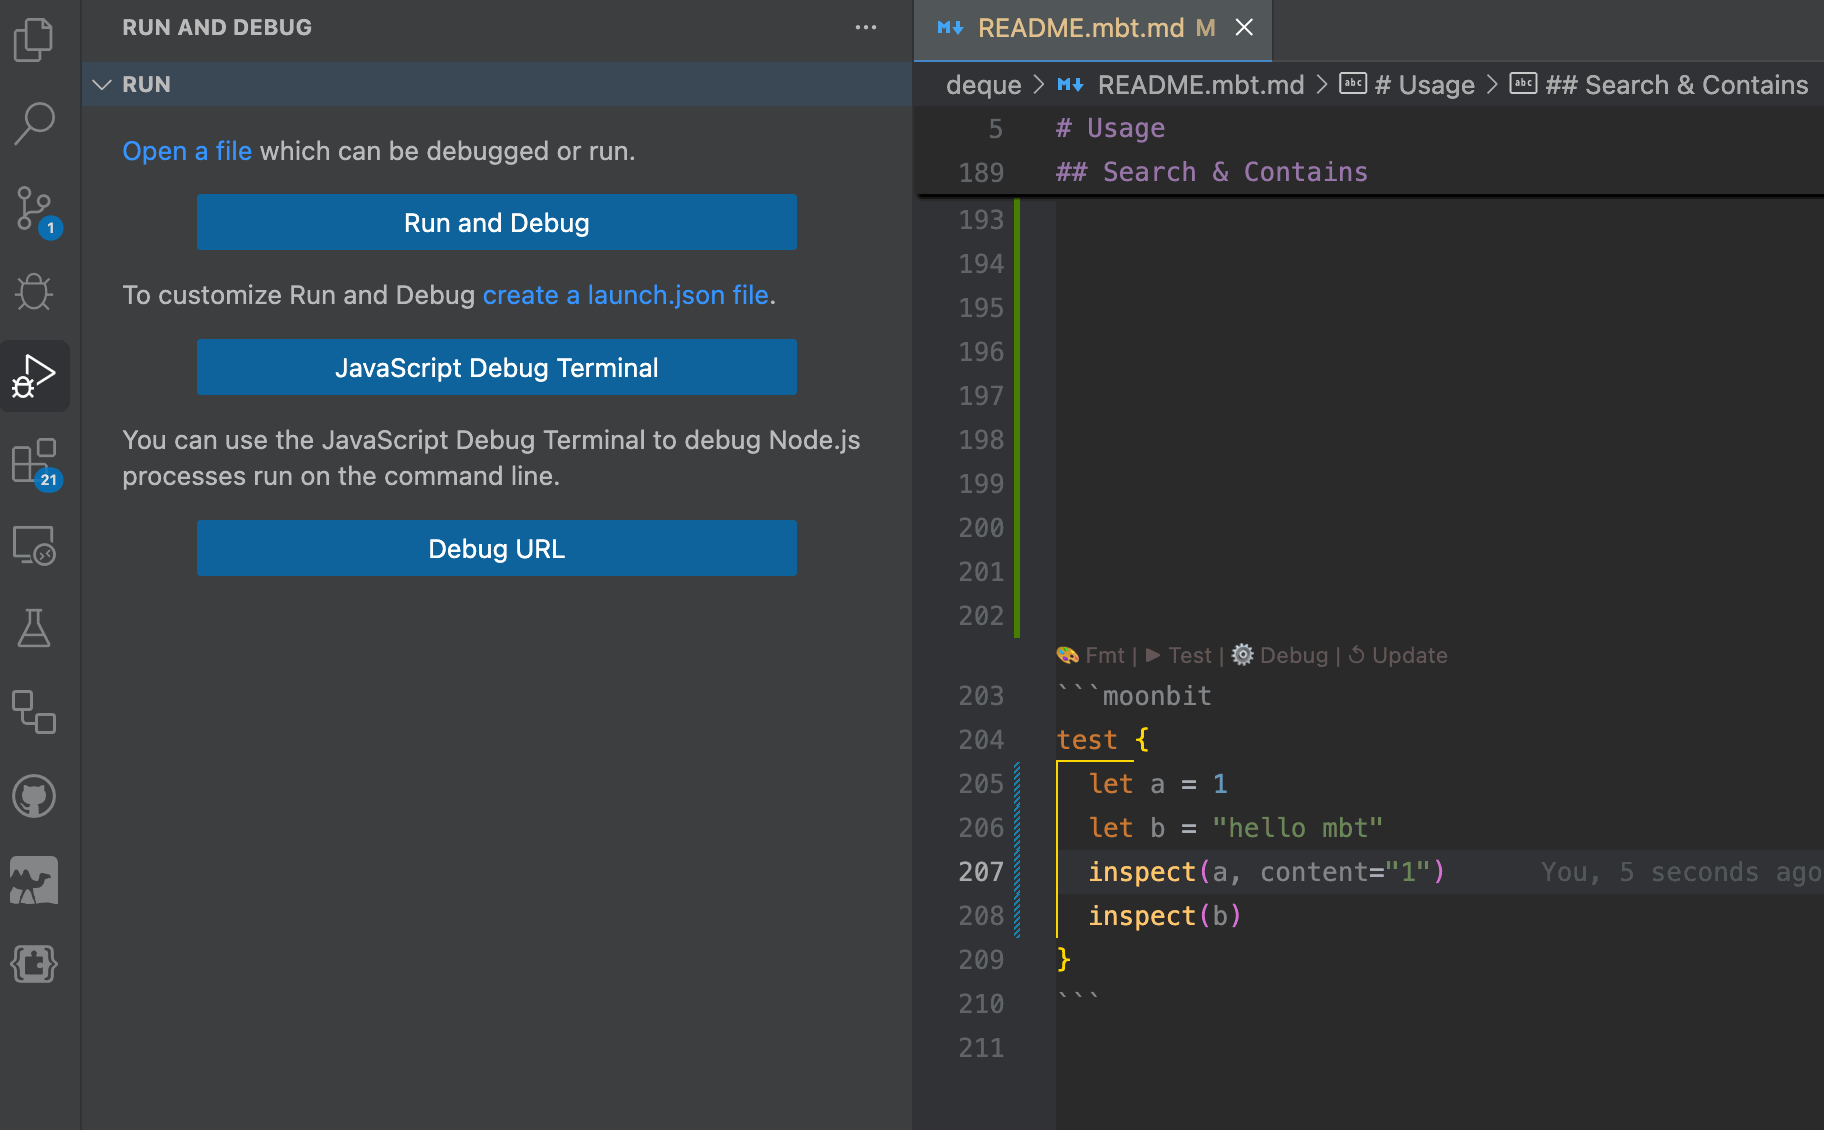 RUN AND DEBUG
RUN
Open a file which can be debugged or run.
Run and Debug
To customize Run and Debug create a launch.json file.
JavaScript Debug Terminal
You can use the JavaScript Debug Terminal to debug Node.js
processes run on the command line.
Debug URL
1
21
README.mbt.md M
deque > README.mbt.md > # Usage > ## Search & Contains
5 # Usage
189 ## Search & Contains
193
194
195
196
197
198
199
200
201
202
Fmt | Test | Debug | Update
203 ```moonbit
204 test {
205 let a = 1
206 let b = "hello mbt"
207 inspect(a, content="1") You, 5 seconds ago
208 inspect(b)
209 }
210 ```
211